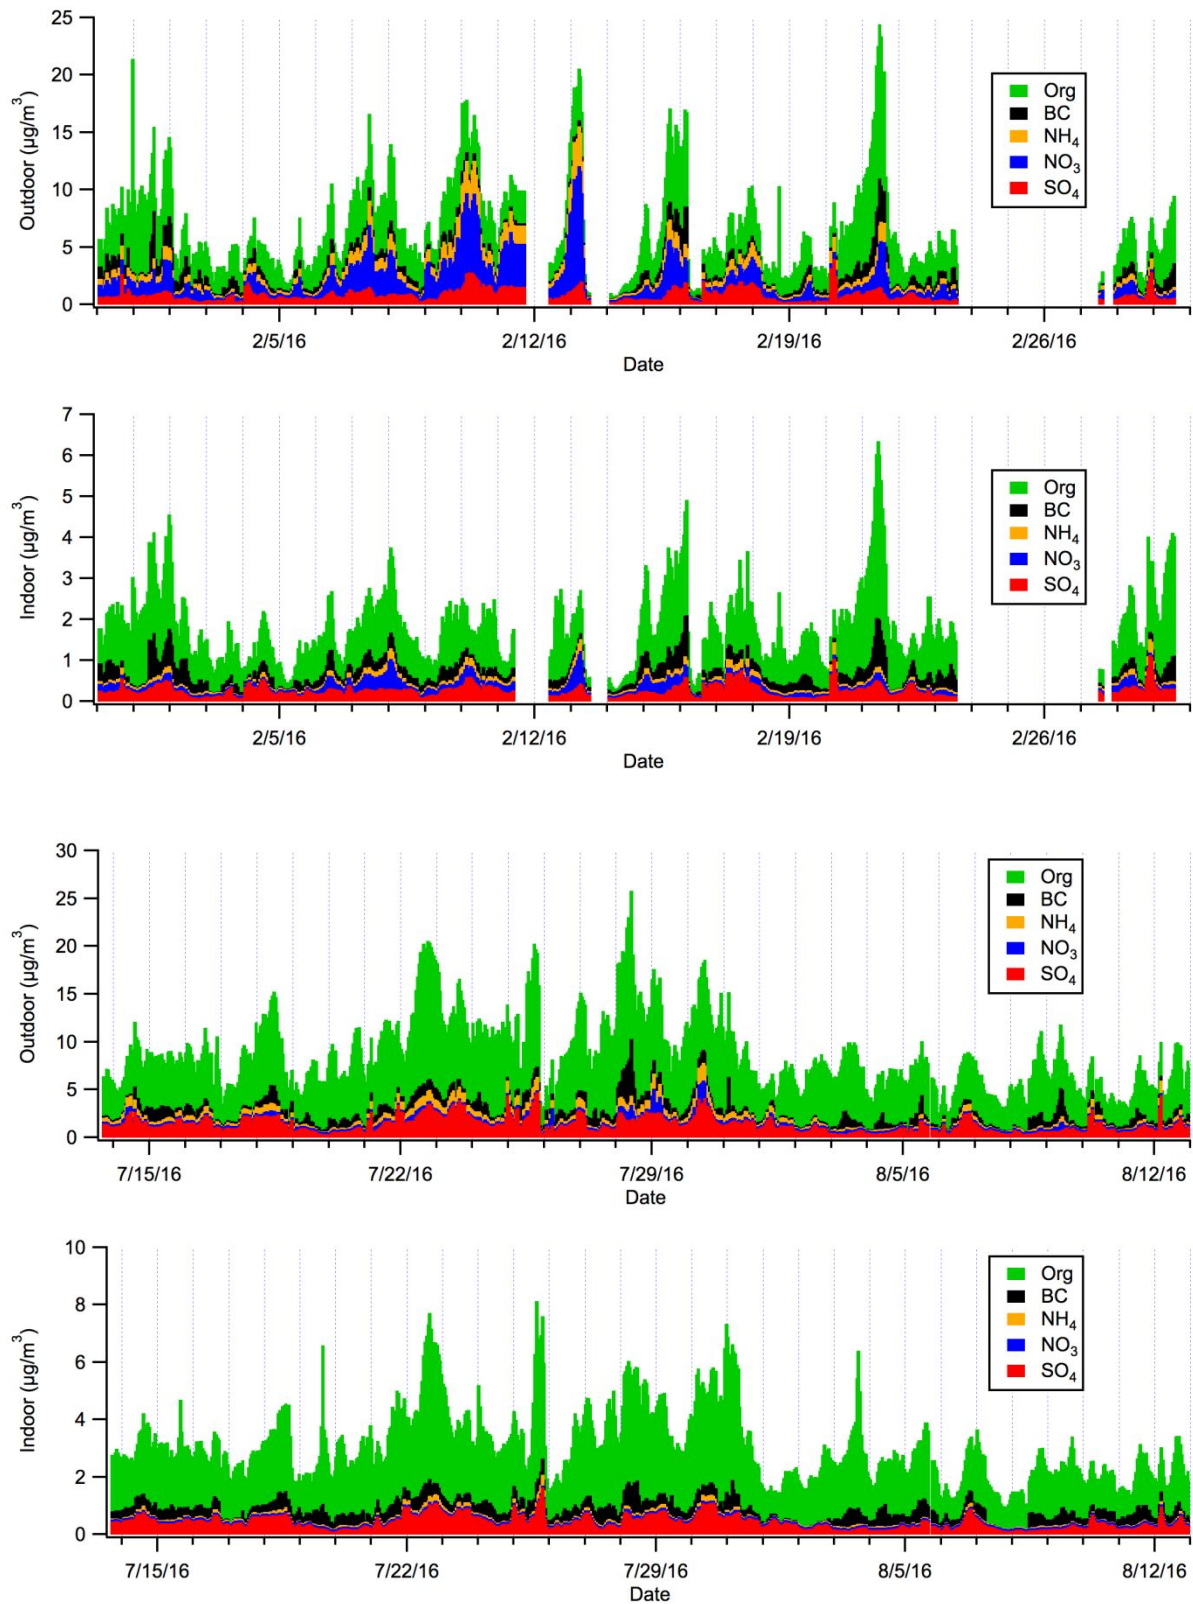 25
20
15
10
5
0
Outdoor (µg/m³)
Org
BC
NH₄
NO₃
SO₄
2/5/16 2/12/16 2/19/16 2/26/16
Date
7
6
5
4
3
2
1
0
Indoor (µg/m³)
Org
BC
NH₄
NO₃
SO₄
2/5/16 2/12/16 2/19/16 2/26/16
Date
30
25
20
15
10
5
0
Outdoor (µg/m³)
Org
BC
NH₄
NO₃
SO₄
7/15/16 7/22/16 7/29/16 8/5/16 8/12/16
Date
10
8
6
4
2
0
Indoor (µg/m³)
Org
BC
NH₄
NO₃
SO₄
7/15/16 7/22/16 7/29/16 8/5/16 8/12/16
Date